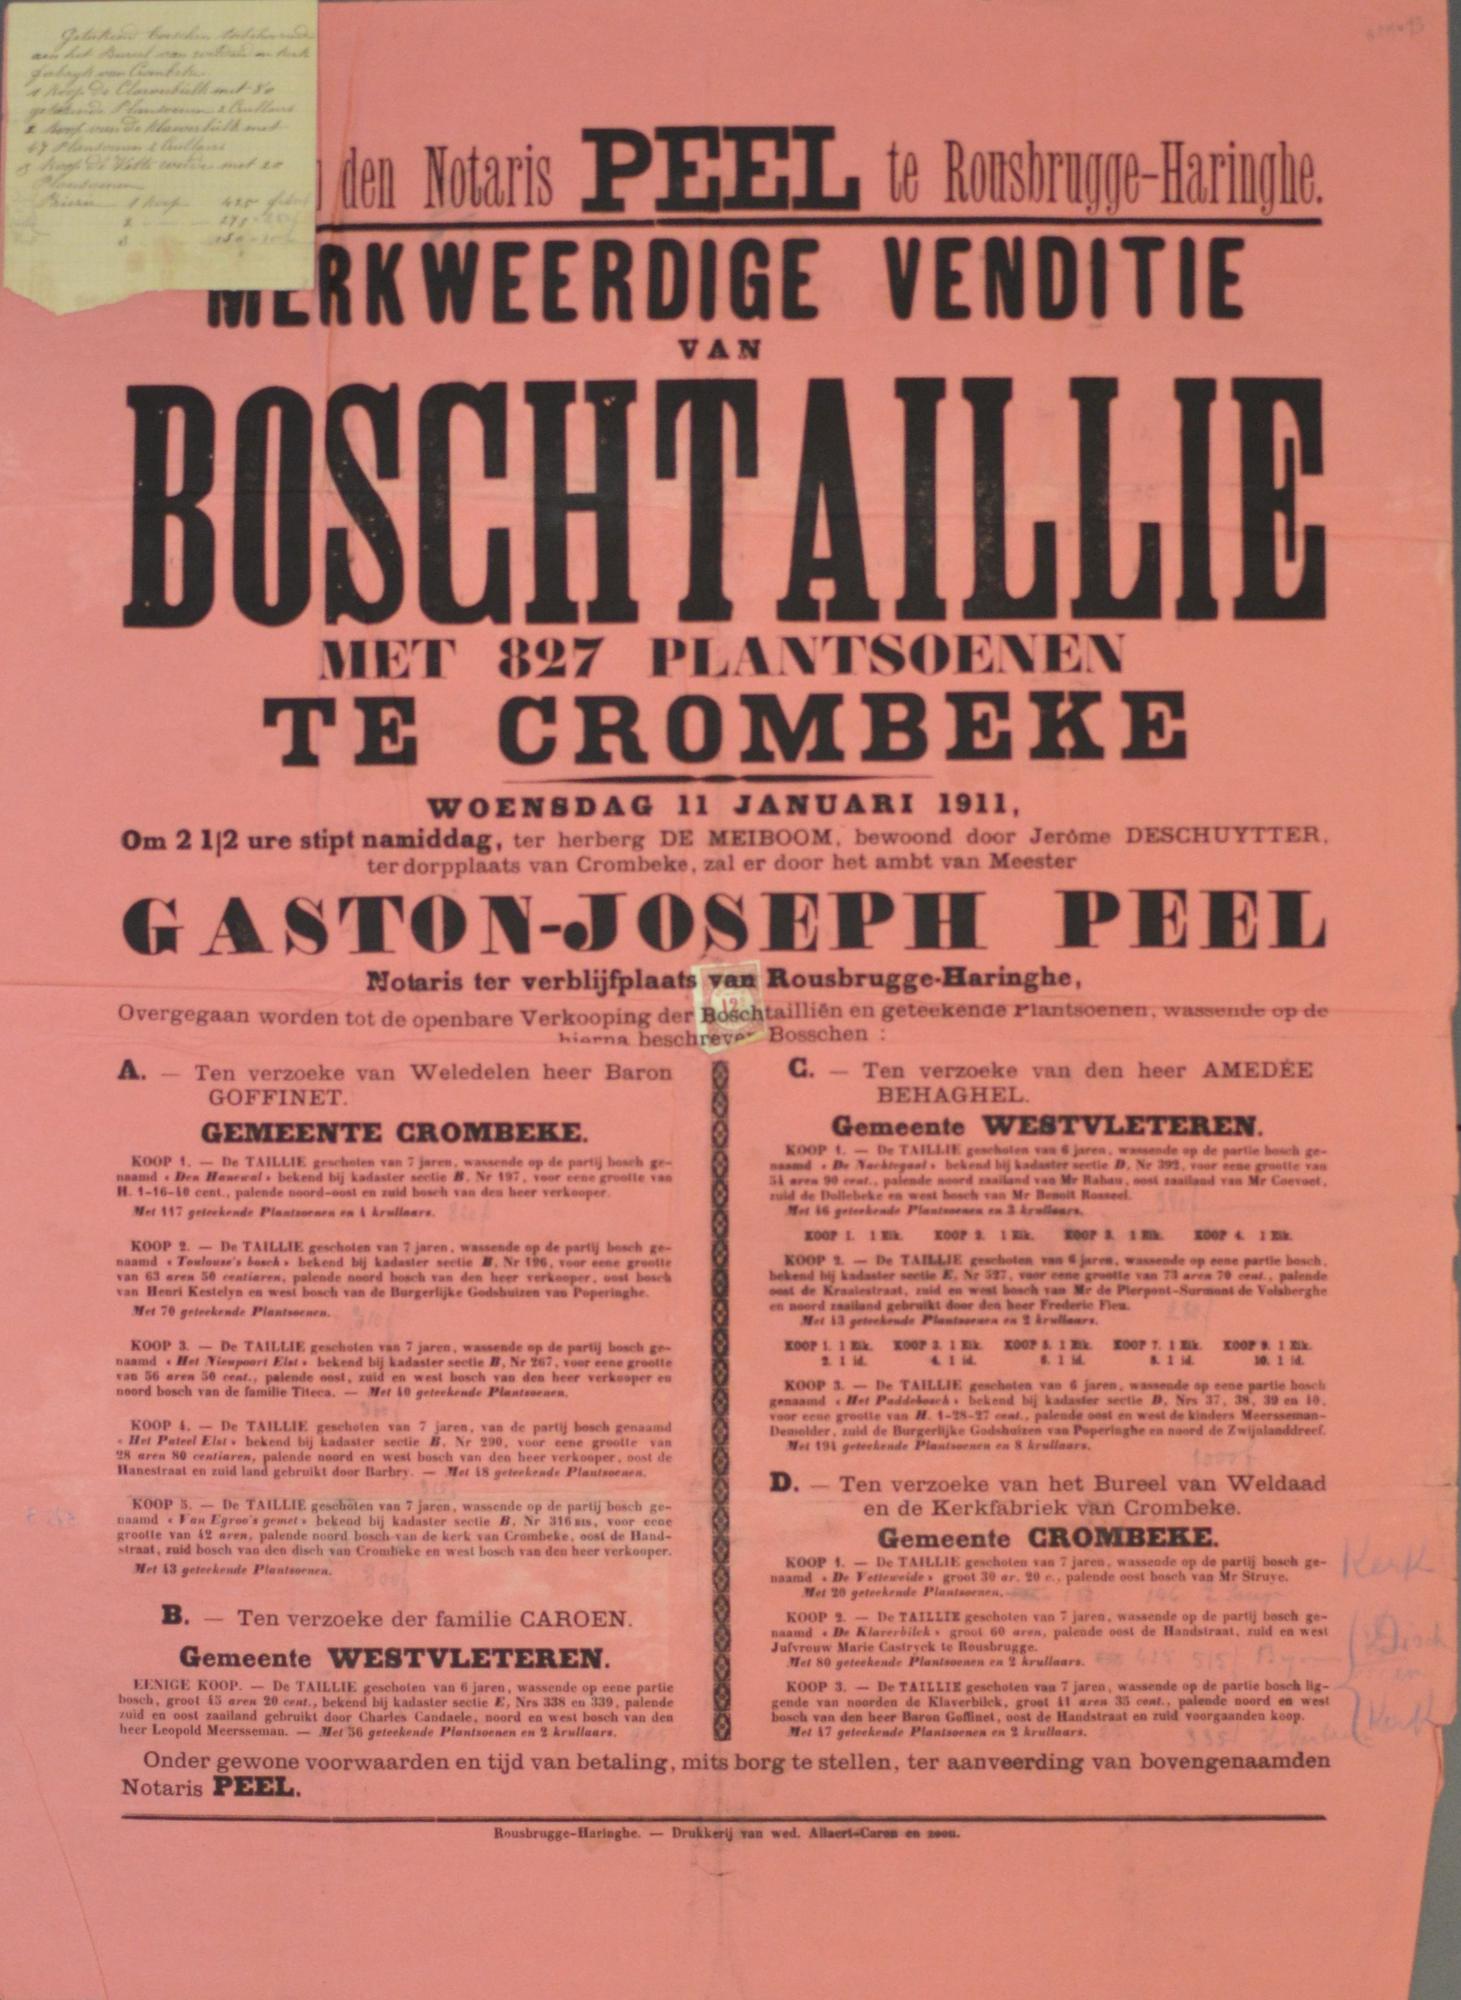 den Notaris PEEL te Rousbrugge-Haringhe.
MERKWEERDIGE VENDITIE
VAN
BOSCHTAILLIE
MET 827 PLANTSOENEN
TE CROMBEKE
WOENSDAG 11 JANUARI 1911,
Om 2 1|2 ure stipt namiddag, ter herberg DE MEIBOOM, bewoond door Jerôme DESCHUYTTER,
ter dorpplaats van Crombeke, zal er door het ambt van Meester
GASTON-JOSEPH PEEL
Notaris ter verblijfplaats van Rousbrugge-Haringhe,
Overgegaan worden tot de openbare Verkooping der Boschtailliën en geteekende Plantsoenen, wassende op de
hierna beschreven Bosschen :
A. — Ten verzoeke van Weledelen heer Baron
GOFFINET.
GEMEENTE CROMBEKE.
KOOP 1. — De TAILLIE geschoten van 7 jaren, wassende op de partij bosch ge-
naamd « Den Hanewal » bekend bij kadaster sectie B, Nr 197, voor eene grootte van
H. 1-16-40 cent., palende noord-oost en zuid bosch van den heer verkooper.
Met 117 geteekende Plantsoenen en 4 krullaars.
KOOP 2. — De TAILLIE geschoten van 7 jaren, wassende op de partij bosch ge-
naamd « Toulouse's bosch » bekend bij kadaster sectie B, Nr 196, voor eene grootte
van 63 aren 50 centiaren, palende noord bosch van den heer verkooper, oost bosch
van Henri Kestelyn en west bosch van de Burgerlijke Godshuizen van Poperinghe.
Met 70 geteekende Plantsoenen.
KOOP 3. — De TAILLIE geschoten van 7 jaren, wassende op de partij bosch ge-
naamd « Het Nieupoort Elst » bekend bij kadaster sectie B, Nr 267, voor eene grootte
van 56 aren 50 cent., palende oost, zuid en west bosch van den heer verkooper en
noord bosch van de familie Titeca. — Met 40 geteekende Plantsoenen.
KOOP 4. — De TAILLIE geschoten van 7 jaren, van de partij bosch genaamd
« Het Pateel Elst » bekend bij kadaster sectie B, Nr 290, voor eene grootte van
28 aren 80 centiaren, palende noord en west bosch van den heer verkooper, oost de
Hanestraat en zuid land gebruikt door Barbry. — Met 48 geteekende Plantsoenen.
KOOP 5. — De TAILLIE geschoten van 7 jaren, wassende op de partij bosch ge-
naamd « Van Egroo's gemet » bekend bij kadaster sectie B, Nr 316 BIS, voor eene
grootte van 42 aren, palende noord bosch van de kerk van Crombeke, oost de Hand-
straat, zuid bosch van den disch van Crombeke en west bosch van den heer verkooper.
Met 43 geteekende Plantsoenen.
B. — Ten verzoeke der familie CAROEN.
Gemeente WESTVLETEREN.
EENIGE KOOP. — De TAILLIE geschoten van 6 jaren, wassende op eene partie
bosch, groot 45 aren 20 cent., bekend bij kadaster sectie E, Nrs 338 en 339, palende
zuid en oost zaailand gebruikt door Charles Candaele, noord en west bosch van den
heer Leopold Meersseman. — Met 56 geteekende Plantsoenen en 2 krullaars.
C. — Ten verzoeke van den heer AMEDÉE
BEHAGHEL.
Gemeente WESTVLETEREN.
KOOP 1. — De TAILLIE geschoten van 6 jaren, wassende op de partij bosch ge-
naamd « De Nachtegaal » bekend bij kadaster sectie D, Nr 392, voor eene grootte van
54 aren 90 cent., palende noord zaailand van Mr Rabau, oost zaailand van Mr Coevoet,
zuid de Dollebeke en west bosch van Mr Benoit Rosseel.
Met 46 geteekende Plantsoenen en 3 krullaars.
KOOP 1. 1 Eik. KOOP 2. 1 Eik. KOOP 3. 1 Eik. KOOP 4. 1 Eik.
KOOP 2. — De TAILLIE geschoten van 6 jaren, wassende op eene partie bosch,
bekend bij kadaster sectie E, Nr 527, voor eene grootte van 73 aren 70 cent., palende
oost de Kraaiestraat, zuid en west bosch van Mr de Pierpont-Surmont de Volsberghe
en noord zaailand gebruikt door den heer Frederic Fieu.
Met 43 geteekende Plantsoenen en 2 krullaars.
KOOP 1. 1 Eik. KOOP 3. 1 Eik. KOOP 5. 1 Eik. KOOP 7. 1 Eik. KOOP 9. 1 Eik.
2. 1 id. 4. 1 id. 6. 1 id. 8. 1 id. 10. 1 id.
KOOP 3. — De TAILLIE geschoten van 6 jaren, wassende op eene partie bosch
genaamd « Het Paddebosch » bekend bij kadaster sectie D, Nrs 37, 38, 39 en 40,
voor eene grootte van H. 1-28-27 cent., palende oost en west de kinders Meersseman-
Demolder, zuid de Burgerlijke Godshuizen van Poperinghe en noord de Zwijnlanddreef.
Met 194 geteekende Plantsoenen en 8 krullaars.
D. — Ten verzoeke van het Bureel van Weldaad
en de Kerkfabriek van Crombeke.
Gemeente CROMBEKE.
KOOP 1. — De TAILLIE geschoten van 7 jaren, wassende op de partij bosch ge-
naamd « De Vetteweide » groot 30 ar. 20 c., palende oost bosch van Mr Struye.
Met 20 geteekende Plantsoenen.
Kerk
KOOP 2. — De TAILLIE geschoten van 7 jaren, wassende op de partij bosch ge-
naamd « De Klaverbilck » groot 60 aren, palende oost de Handstraat, zuid en west
Jufvrouw Marie Castryck te Rousbrugge.
Met 80 geteekende Plantsoenen en 2 krullaars.
Disch
KOOP 3. — De TAILLIE geschoten van 7 jaren, wassende op de partij bosch lig-
gende van noorden de Klaverbilck, groot 41 aren 35 cent., palende noord en west
bosch van den heer Baron Goffinet, oost de Handstraat en zuid voorgaanden koop.
Met 47 geteekende Plantsoenen en 2 krullaars.
Kerk
Onder gewone voorwaarden en tijd van betaling, mits borg te stellen, ter aanveerding van bovengenaamden
Notaris PEEL.
Rousbrugge-Haringhe. — Drukkerij van wed. Allaert-Caron en zoon.